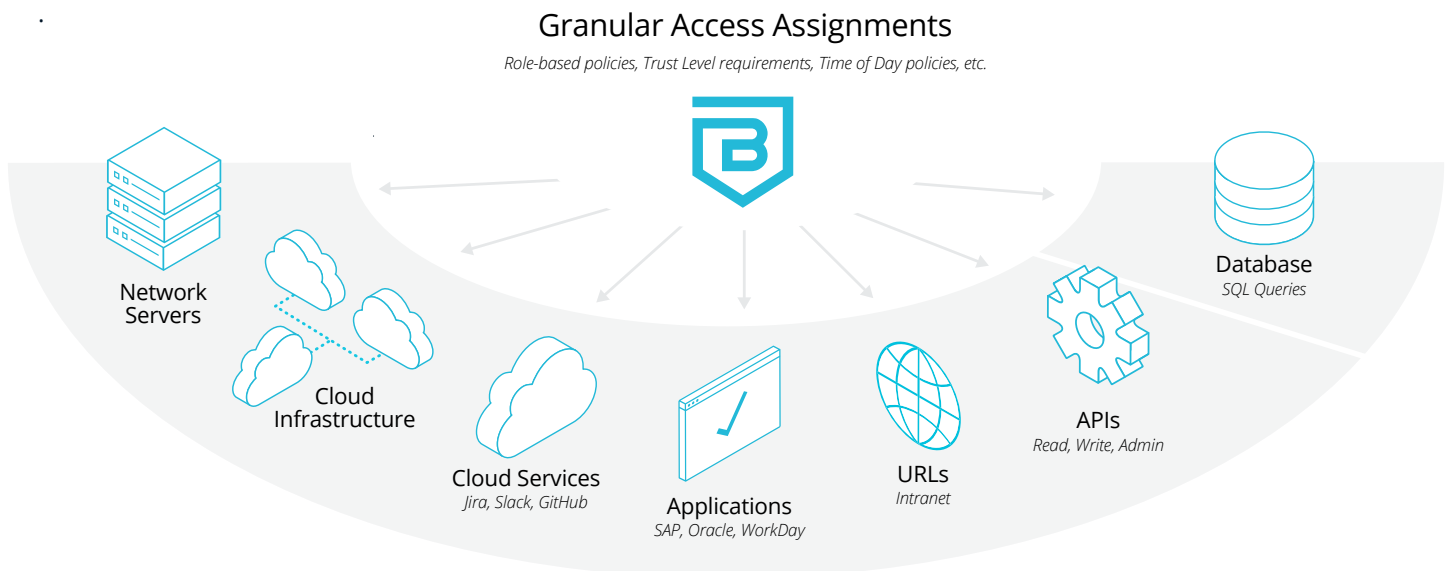 Granular Access Assignments
Role-based policies, Trust Level requirements, Time of Day policies, etc.
B
Network
Servers
Cloud
Infrastructure
Cloud Services
Jira, Slack, GitHub
Applications
SAP, Oracle, WorkDay
URLs
Intranet
APIs
Read, Write, Admin
Database
SQL Queries